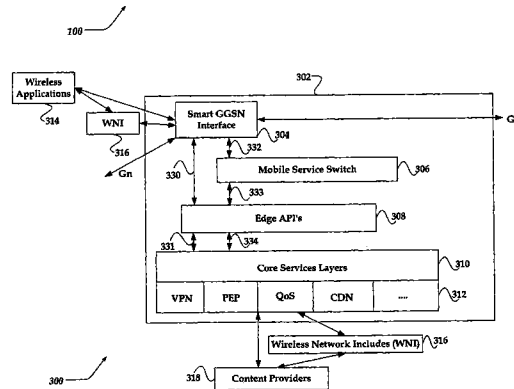 100
302
Wireless
Applications
314
WNI
316
Smart GGSN
Interface
304
G
Gn
332
330
Mobile Service Switch
306
333
Edge API's
308
331
334
Core Services Layers
310
VPN
PEP
QoS
CDN
....
312
Wireless Network Includes (WNI)
316
318
Content Providers
300